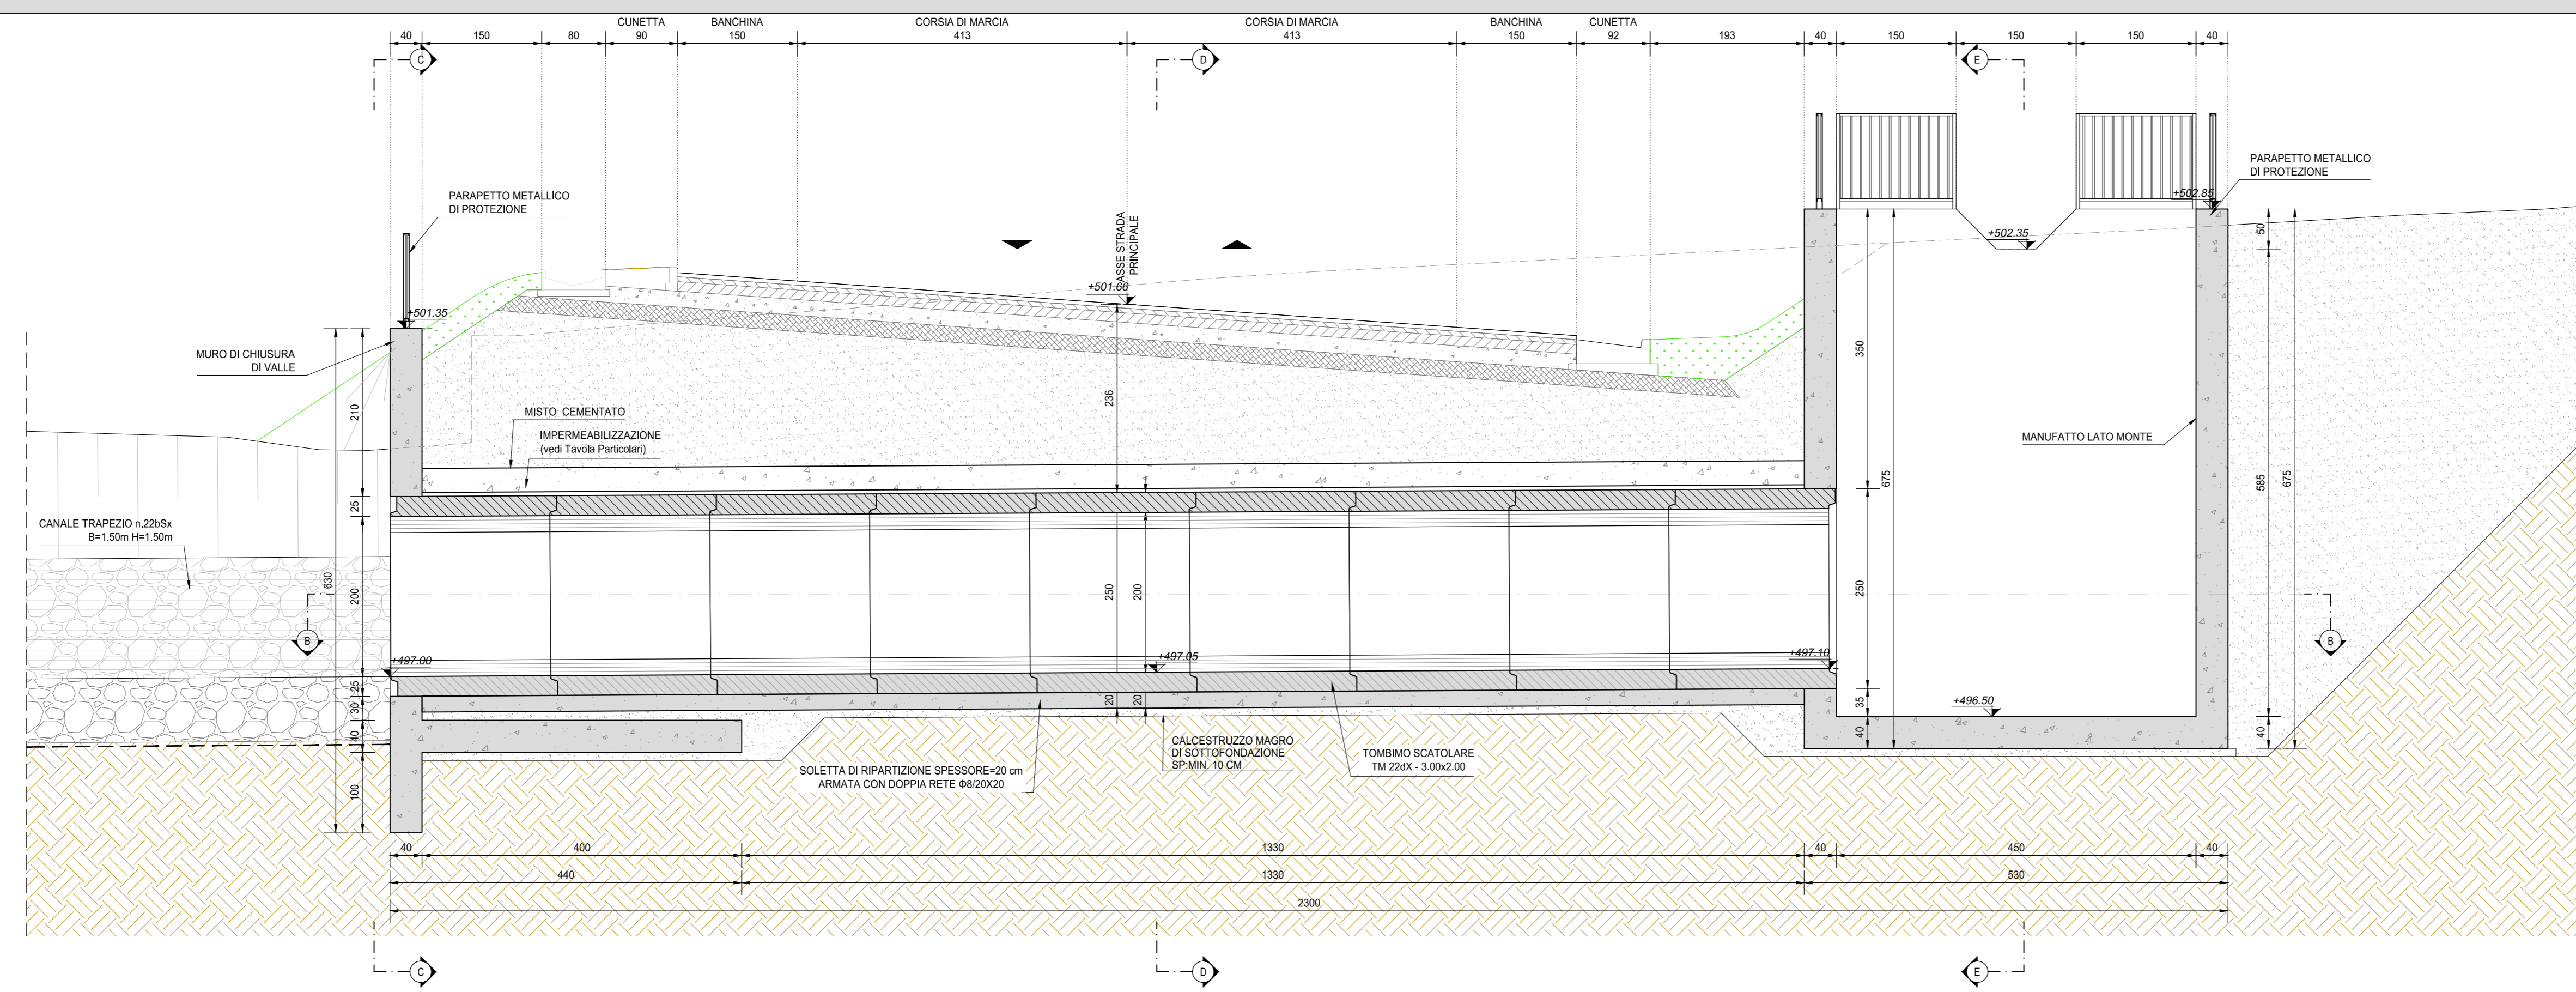 CUNETTA BANCHINA CORSIA DI MARCIA CORSIA DI MARCIA BANCHINA CUNETTA
40 150 80 90 150 413 413 150 92 193 40 150 150 150 40
C D E
PARAPETTO METALLICO
DI PROTEZIONE
PARAPETTO METALLICO
DI PROTEZIONE
+502.85
ASSE STRADA
PRINCIPALE
+502.35
50
+501.66
+501.35
MURO DI CHIUSURA
DI VALLE
210
236
350
675
585
675
MISTO CEMENTATO
IMPERMEABILIZZAZIONE
(vedi Tavola Particolari)
MANUFATTO LATO MONTE
25
CANALE TRAPEZIO n.22bSx
B=1.50m H=1.50m
630
200
250
200
250
B B
+497.00
+497.05
+497.10
25
30
40
100
20
20
35
40
+496.50
40
CALCESTRUZZO MAGRO
DI SOTTOFONDAZIONE
SP.MIN. 10 CM
TOMBIMO SCATOLARE
TM 22dX - 3.00x2.00
SOLETTA DI RIPARTIZIONE SPESSORE=20 cm
ARMATA CON DOPPIA RETE Φ8/20X20
40 400 1330 40 450 40
440 1330 530
2300
C D E